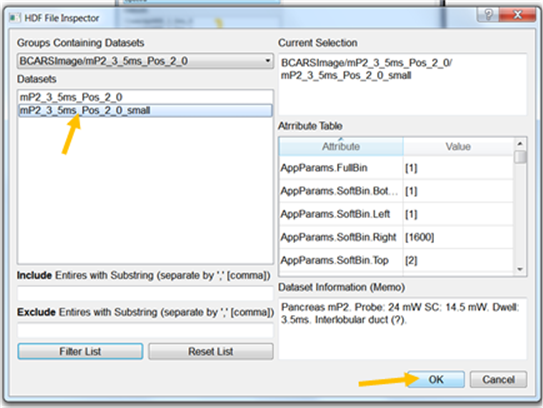 HDF File Inspector
Groups Containing Datasets
BCARSImage/mP2_3_5ms_Pos_2_0
Datasets
mP2_3_5ms_Pos_2_0
mP2_3_5ms_Pos_2_0_small
Include Entires with Substring (separate by ',' [comma])
Exclude Entires with Substring (separate by ',' [comma])
Filter List
Reset List
Current Selection
BCARSImage/mP2_3_5ms_Pos_2_0/
mP2_3_5ms_Pos_2_0_small
Atrribute Table
Attribute Value
AppParams.FullBin [1]
AppParams.SoftBin.Bot... [1]
AppParams.SoftBin.Left [1]
AppParams.SoftBin.Right [1600]
AppParams.SoftBin.Top [2]
Dataset Information (Memo)
Pancreas mP2. Probe: 24 mW SC: 14.5 mW. Dwell:
3.5ms. Interlobular duct (?).
OK
Cancel